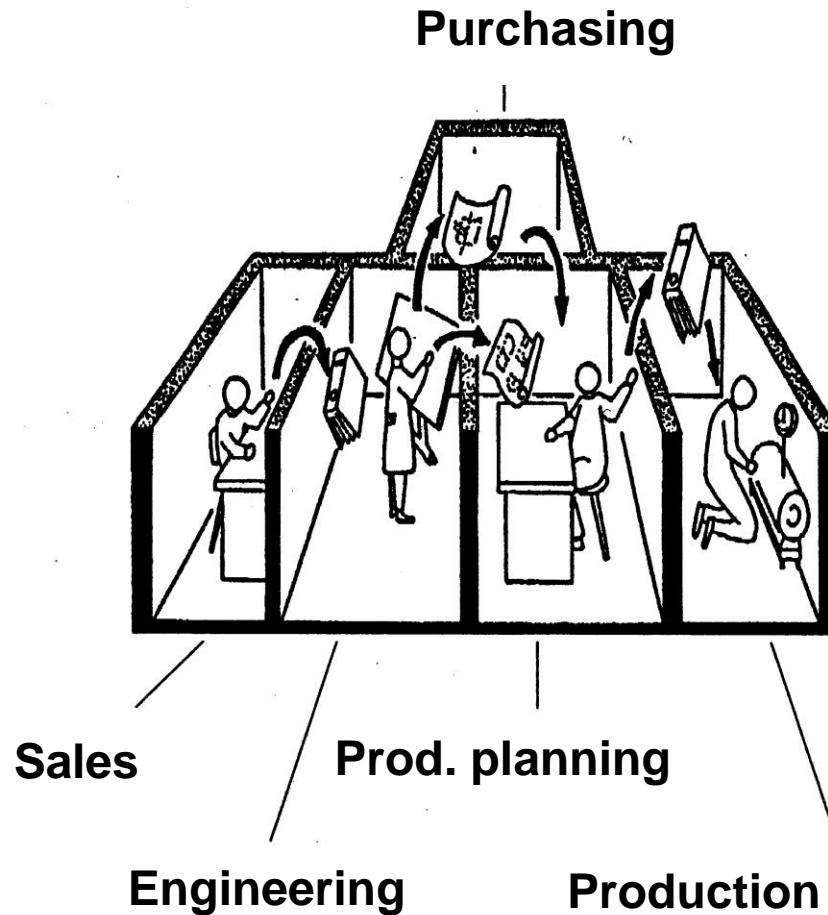 Purchasing
Sales
Prod. planning
Engineering
Production